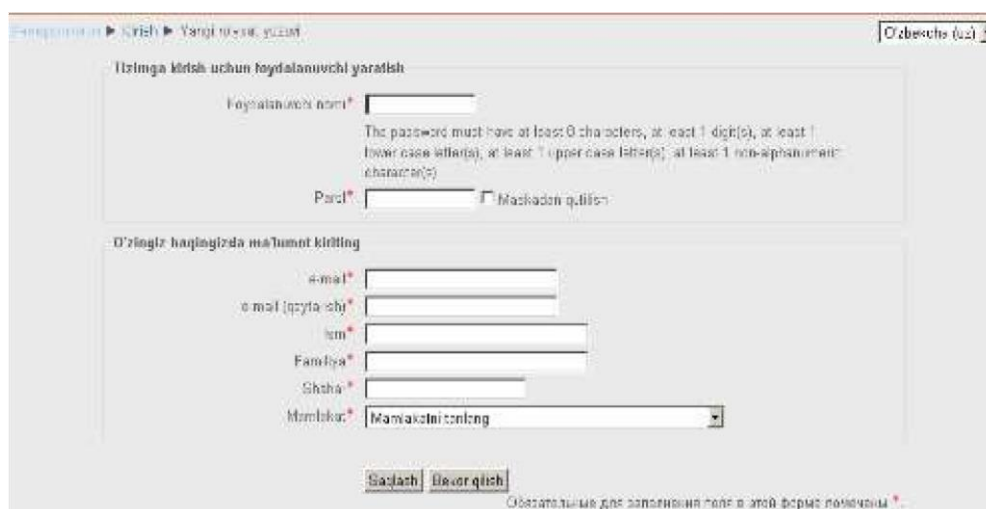 ▶ Kirish ▶ Yangi yozuvi
O'zbekcha (uz)
Tizimga kirish uchun foydalanuvchi yaratish
Foydalanuvchi nomi*
The password must have at least 8 characters, at least 1 digit(s), at least 1
lower case letter(s), at least 1 upper case letter(s), at least 1 non-alphanumeric
character(s)
Parol* Maskadan qutilish
O'zingiz haqingizda ma'lumot kiriting
e-mail*
e-mail (qaytarish)*
Ism*
Familiya*
Shahar*
Mamlakat* Mamlakatni tanlang
Saqlash Bekor qilish
Обязательные для заполнения поля в этой форме помечены *.